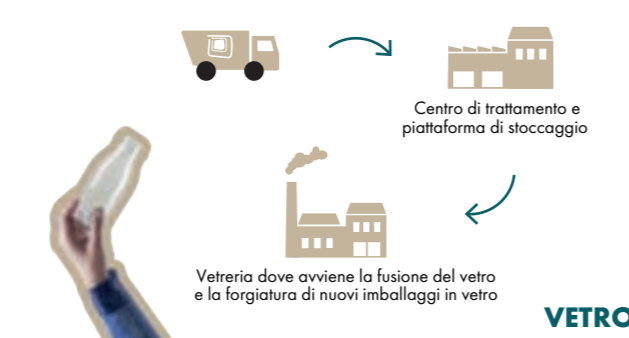 Centro di trattamento e
piattaforma di stoccaggio
Vetreria dove avviene la fusione del vetro
e la forgiatura di nuovi imballaggi in vetro
VETRO